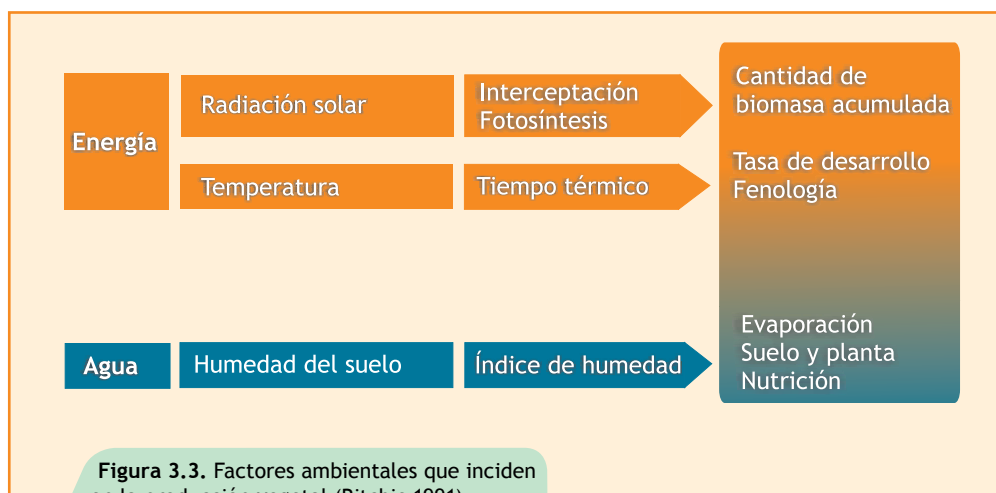 Energía
Radiación solar
Interceptación
Fotosíntesis
Cantidad de
biomasa acumulada
Temperatura
Tiempo térmico
Tasa de desarrollo
Fenología
Agua
Humedad del suelo
Índice de humedad
Evaporación
Suelo y planta
Nutrición
Figura 3.3. Factores ambientales que inciden